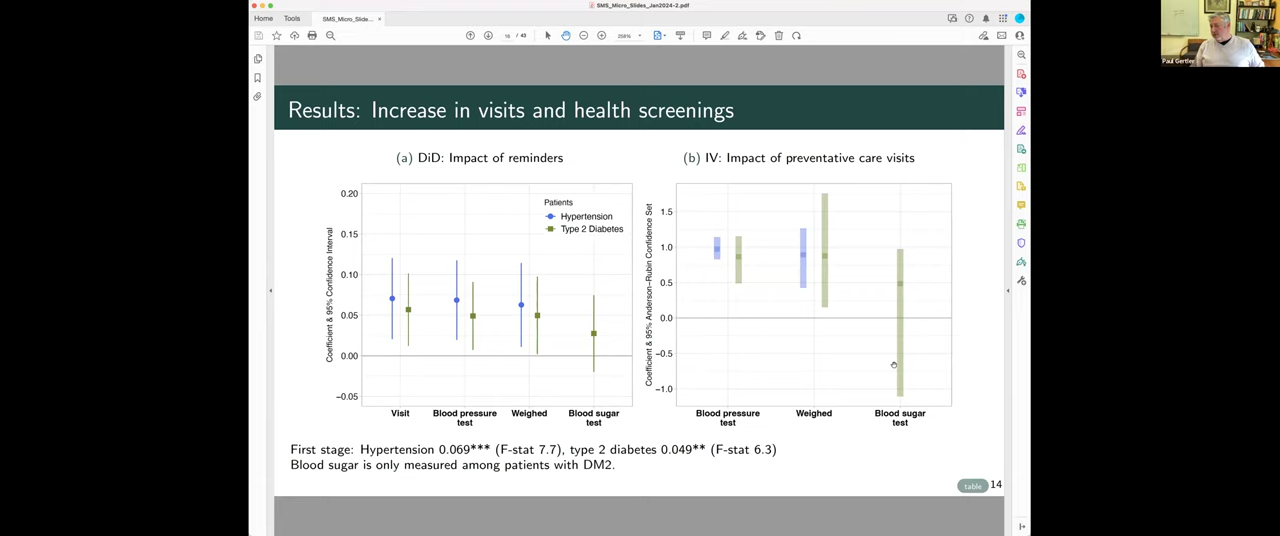 SMS_Micro_Slides_Jan2024-2.pdf
Home
Tools
SMS_Micro_Slide...
×
/ 43
258%
Paul Gertler
Results: Increase in visits and health screenings
(a) DiD: Impact of reminders
Coefficient & 95% Confidence Interval
0.20
0.15
0.10
0.05
0.00
−0.05
Patients
Hypertension
Type 2 Diabetes
Visit
Blood pressure test
Weighed
Blood sugar test
(b) IV: Impact of preventative care visits
Coefficient & 95% Anderson−Rubin Confidence Set
1.5
1.0
0.5
0.0
−0.5
−1.0
Blood pressure test
Weighed
Blood sugar test
First stage: Hypertension 0.069*** (F-stat 7.7), type 2 diabetes 0.049** (F-stat 6.3)
Blood sugar is only measured among patients with DM2.
table
14